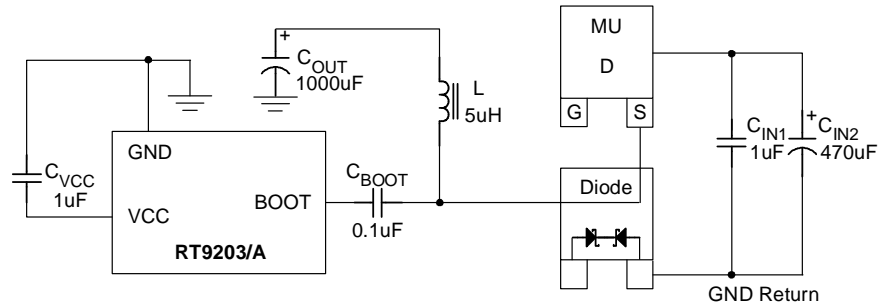 MU
D
G S
+
C_OUT
1000uF
L
5uH
GND
C_VCC
1uF
VCC
BOOT
RT9203/A
C_BOOT
0.1uF
Diode
C_IN1
1uF
+
C_IN2
470uF
GND Return